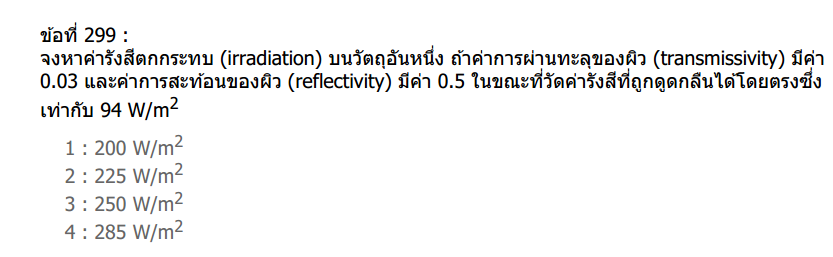 ข้อที่ 299 :
จงหาค่ารังสีตกกระทบ (irradiation) บนวัตถุอันหนึ่ง ถ้าค่าการผ่านทะลุของผิว (transmissivity) มีค่า
0.03 และค่าการสะท้อนของผิว (reflectivity) มีค่า 0.5 ในขณะที่วัดค่ารังสีที่ถูกดูดกลืนได้โดยตรงซึ่ง
เท่ากับ 94 W/m²
1 : 200 W/m²
2 : 225 W/m²
3 : 250 W/m²
4 : 285 W/m²